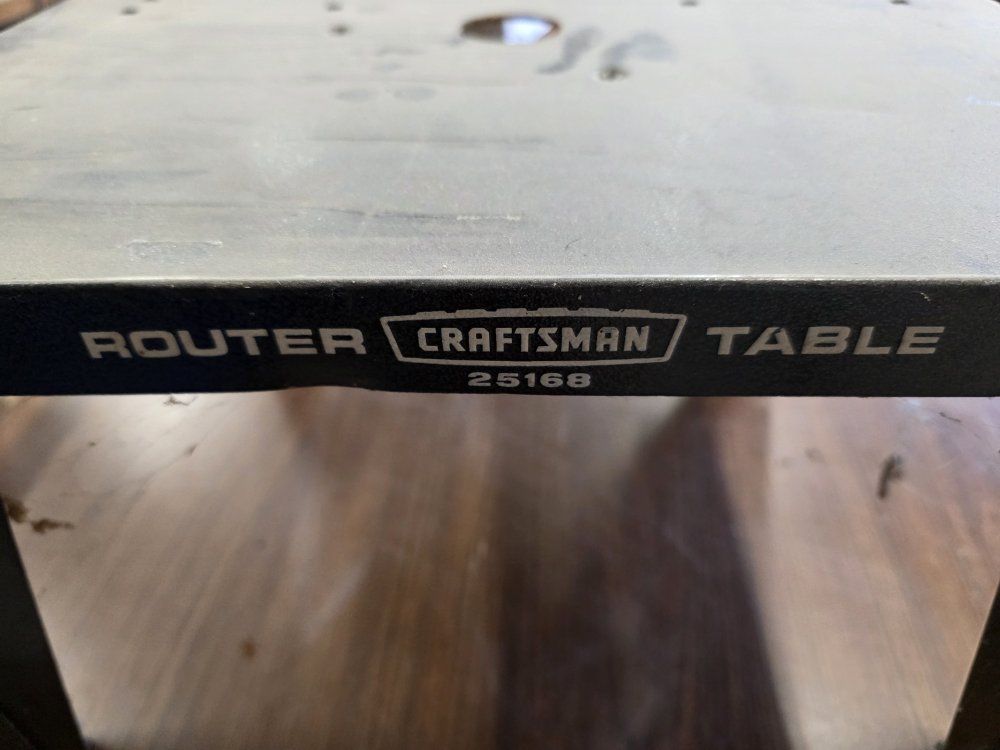 ROUTER CRAFTSMAN TABLE
25168